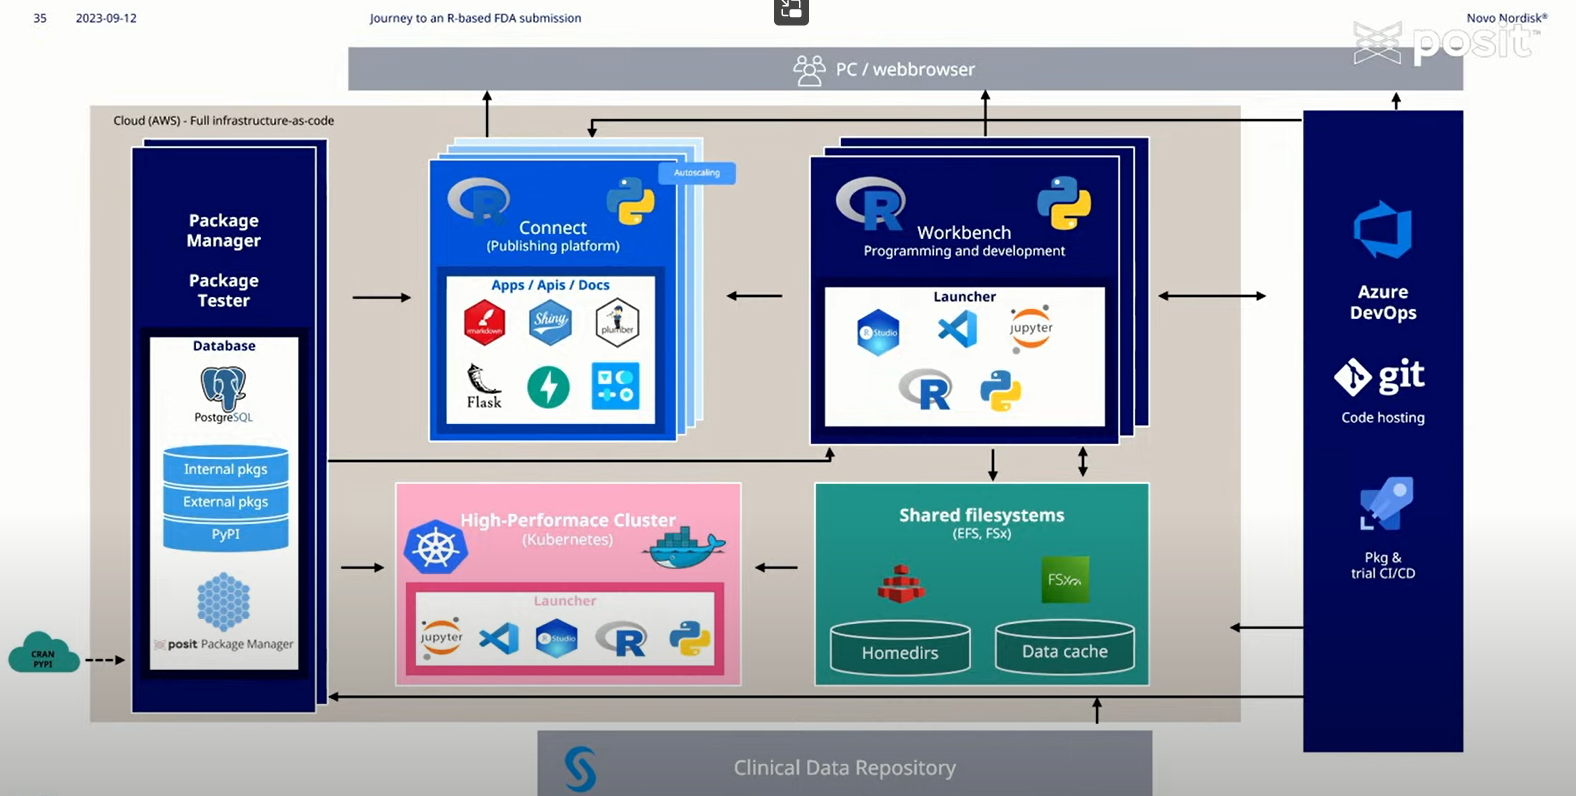 35
2023-09-12
Journey to an R-based FDA submission
Novo Nordisk®
posit™
PC / webbrowser
Cloud (AWS) - Full infrastructure-as-code
Package
Manager
Package
Tester
Database
PostgreSQL
Internal pkgs
External pkgs
PyPI
posit Package Manager
CRAN
PYPI
Autoscaling
R
Connect
(Publishing platform)
Apps / Apis / Docs
rmarkdown
Shiny
plumber
Flask
R
Workbench
Programming and development
Launcher
R Studio
jupyter
R
High-Performace Cluster
(Kubernetes)
Launcher
jupyter
R Studio
R
Shared filesystems
(EFS, FSx)
FSx
Homedirs
Data cache
Azure
DevOps
git
Code hosting
Pkg &
trial CI/CD
Clinical Data Repository